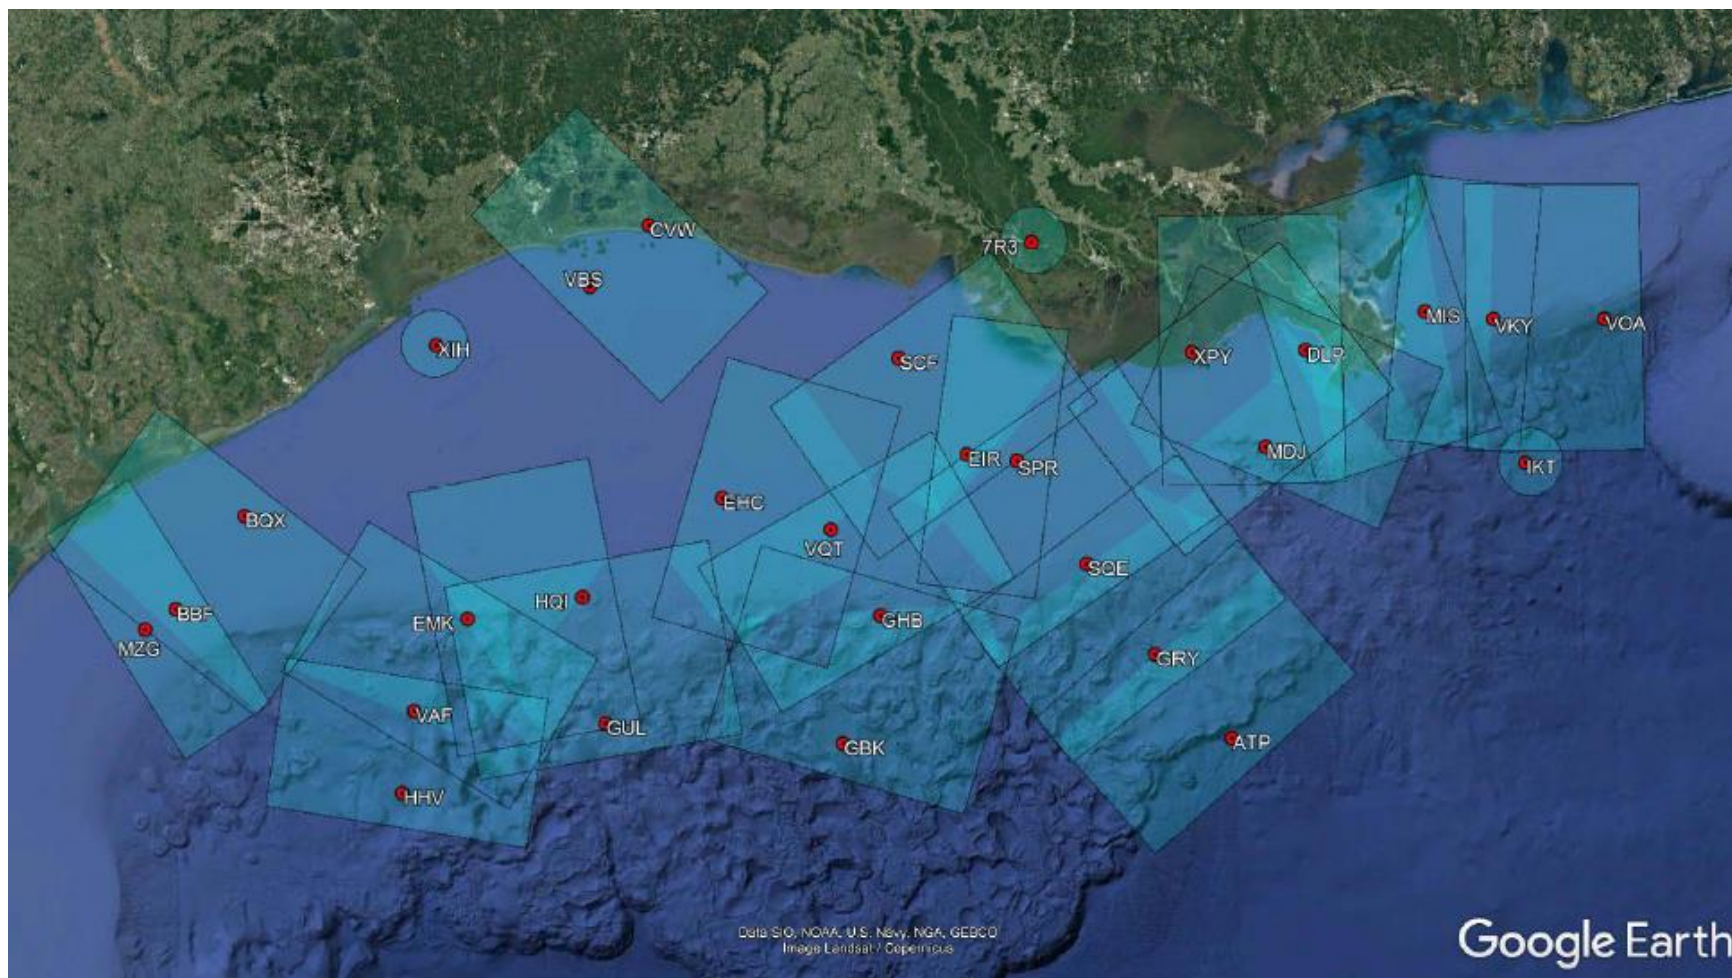 CVW
7R3
VBS
XIH
SCF
XPY
DLP
MIS
VKY
VOA
EIR
SPR
MDJ
IKT
EHC
BQX
VQT
SQE
BBF
HQI
EMK
GHB
MZG
GRY
VAF
GUL
GBK
ATP
HHV
Data SIO, NOAA, U.S. Navy, NGA, GEBCO
Image Landsat / Copernicus
Google Earth